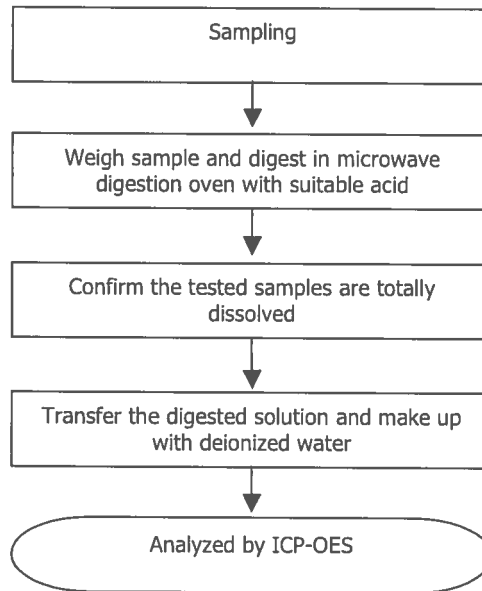 Sampling
Weigh sample and digest in microwave
digestion oven with suitable acid
Confirm the tested samples are totally
dissolved
Transfer the digested solution and make up
with deionized water
Analyzed by ICP-OES